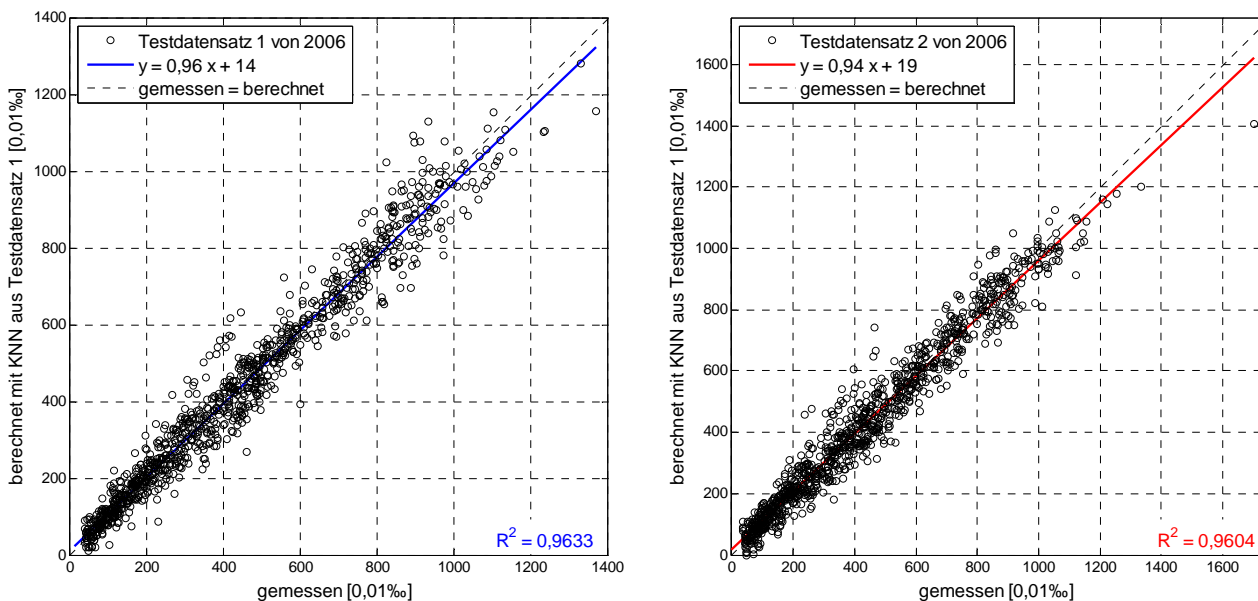 1400
1200
1000
800
600
400
200
0
berechnet mit KNN aus Testdatensatz 1 [0,01‰]
Testdatensatz 1 von 2006
y = 0,96 x + 14
gemessen = berechnet
R² = 0,9633
0 200 400 600 800 1000 1200 1400
gemessen [0,01‰]
1600
1400
1200
1000
800
600
400
200
0
berechnet mit KNN aus Testdatensatz 1 [0,01‰]
Testdatensatz 2 von 2006
y = 0,94 x + 19
gemessen = berechnet
R² = 0,9604
0 200 400 600 800 1000 1200 1400 1600
gemessen [0,01‰]